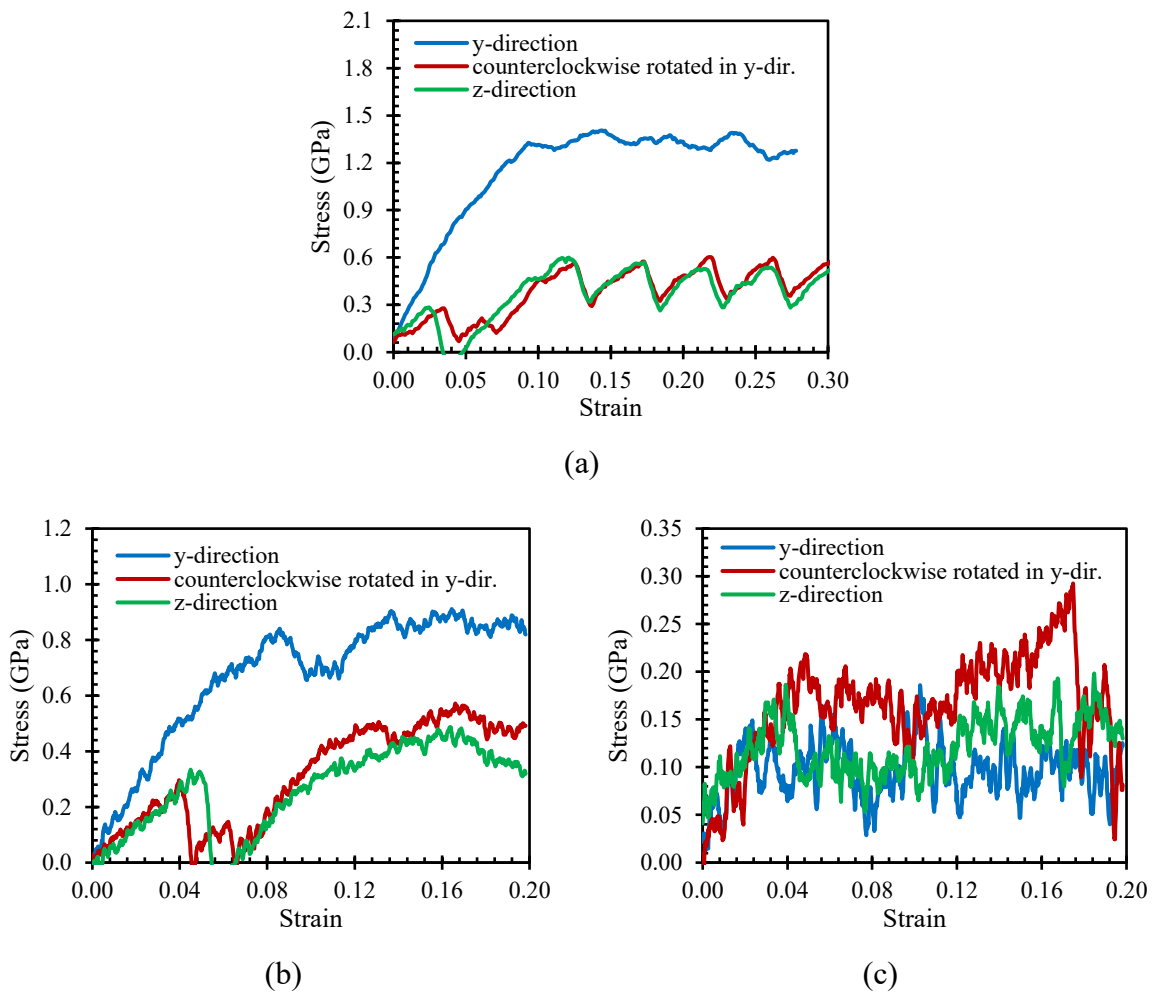 2.1
1.8
1.5
1.2
0.9
0.6
0.3
0.0
Stress (GPa)
y-direction
counterclockwise rotated in y-dir.
z-direction
0.00 0.05 0.10 0.15 0.20 0.25 0.30
Strain
(a)
1.2
1.0
0.8
0.6
0.4
0.2
0.0
Stress (GPa)
y-direction
counterclockwise rotated in y-dir.
z-direction
0.00 0.04 0.08 0.12 0.16 0.20
Strain
(b)
0.35
0.30
0.25
0.20
0.15
0.10
0.05
0.00
Stress (GPa)
y-direction
counterclockwise rotated in y-dir.
z-direction
0.00 0.04 0.08 0.12 0.16 0.20
Strain
(c)